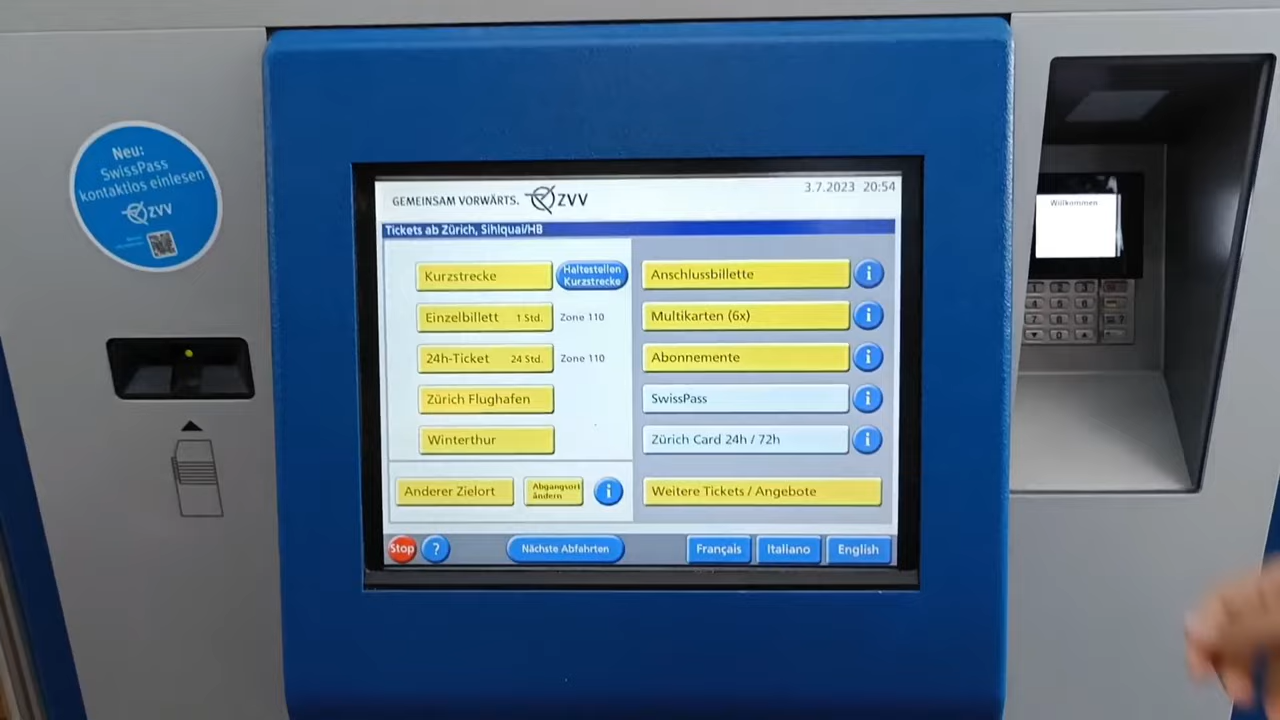 Neu:
SwissPass
kontaktlos einlesen
ZVV
GEMEINSAM VORWÄRTS. ZVV
3.7.2023 20:54
Tickets ab Zürich, Sihlquai/HB
Kurzstrecke
Haltestellen
Kurzstrecke
Einzelbillett 1 Std. Zone 110
24h-Ticket 24 Std. Zone 110
Zürich Flughafen
Winterthur
Anderer Zielort
Abgangsort
ändern
i
Anschlussbillette i
Multikarten (6x) i
Abonnemente i
SwissPass i
Zürich Card 24h / 72h i
Weitere Tickets / Angebote
Stop ? Nächste Abfahrten Français Italiano English
Willkommen